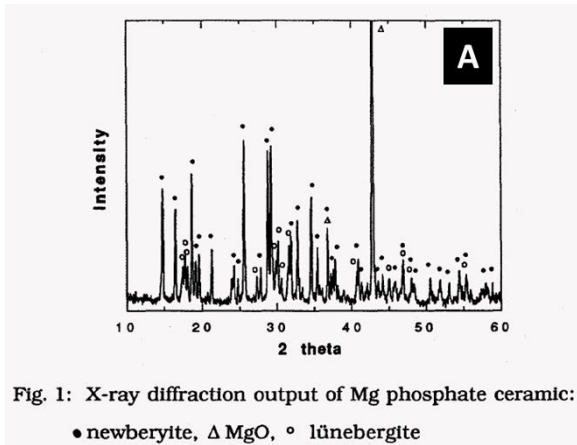 A
Δ
Intensity
Δ
10 20 30 40 50 60
2 theta
Fig. 1: X-ray diffraction output of Mg phosphate ceramic:
• newberyite, Δ MgO, ○ lünebergite